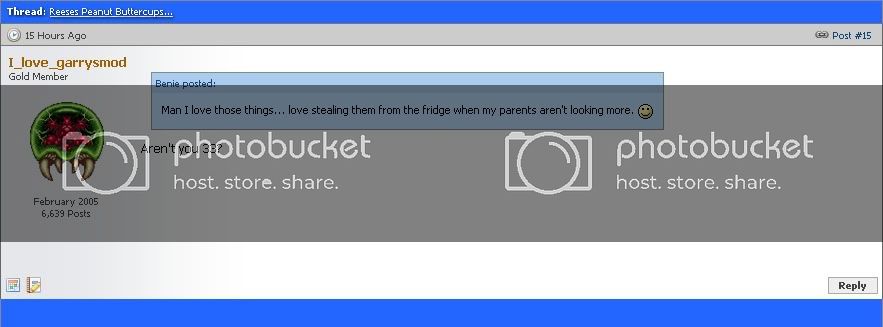 Thread: Reeses Peanut Buttercups...
15 Hours Ago
Post #15
I_love_garrysmod
Gold Member
Benie posted:
Man I love those things... love stealing them from the fridge when my parents aren't looking more.
Aren't you 33?
photobucket
host. store. share.
photobucket
host. store. share.
February 2005
6,639 Posts
Reply